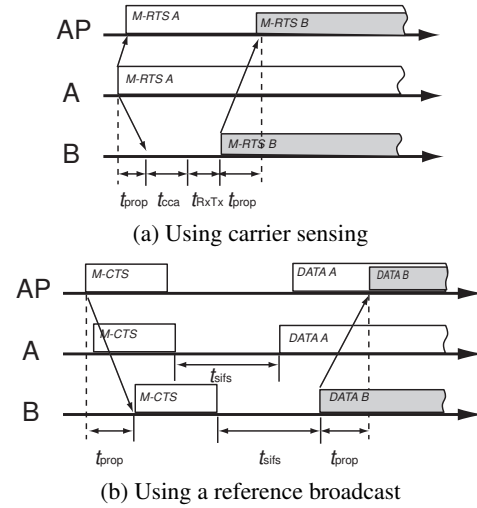 AP M-RTS A M-RTS B
A M-RTS A
B M-RTS B
tprop tcca tRxTx tprop
(a) Using carrier sensing
AP M-CTS DATA A DATA B
A M-CTS DATA A
tsifs
B M-CTS DATA B
tprop tsifs tprop
(b) Using a reference broadcast